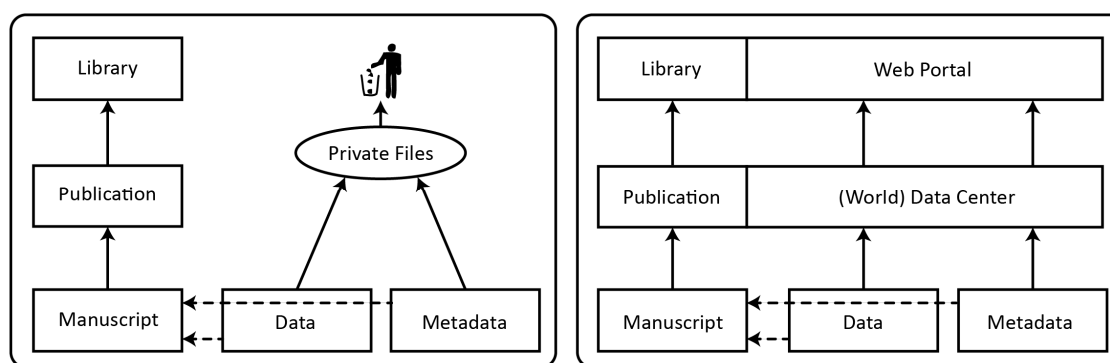 Library
Private Files
Publication
Manuscript
Data
Metadata
Library
Web Portal
Publication
(World) Data Center
Manuscript
Data
Metadata